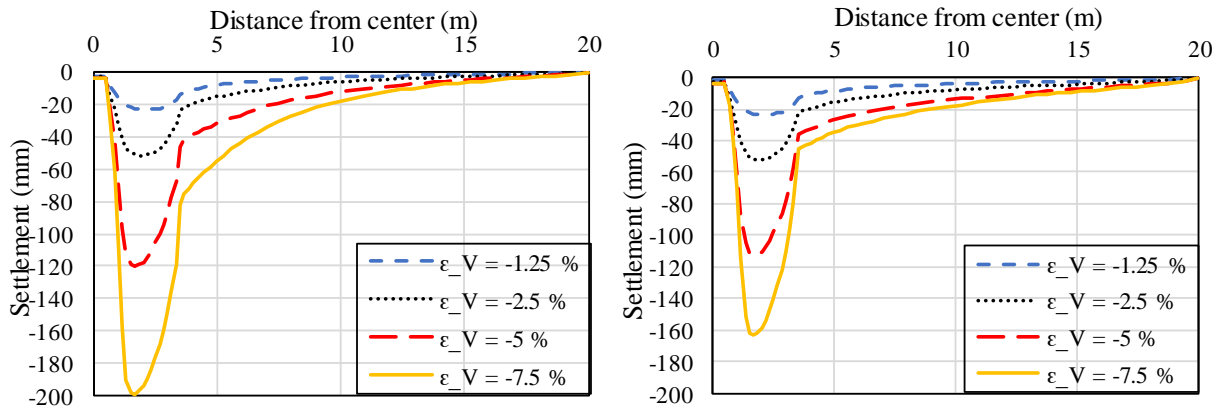 Distance from center (m)
0 5 10 15 20
0
-20
-40
-60
-80
-100
-120
-140
-160
-180
-200
Settlement (mm)
ε_V = -1.25 %
ε_V = -2.5 %
ε_V = -5 %
ε_V = -7.5 %
Distance from center (m)
0 5 10 15 20
0
-20
-40
-60
-80
-100
-120
-140
-160
-180
-200
Settlement (mm)
ε_V = -1.25 %
ε_V = -2.5 %
ε_V = -5 %
ε_V = -7.5 %